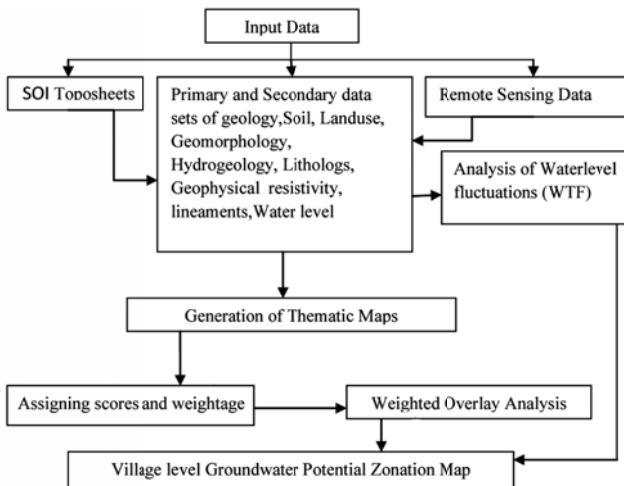 Input Data
SOI Toposheets
Primary and Secondary data
sets of geology,Soil, Landuse,
Geomorphology,
Hydrogeology, Lithologs,
Geophysical resistivity,
lineaments,Water level
Remote Sensing Data
Analysis of Waterlevel
fluctuations (WTF)
Generation of Thematic Maps
Assigning scores and weightage
Weighted Overlay Analysis
Village level Groundwater Potential Zonation Map